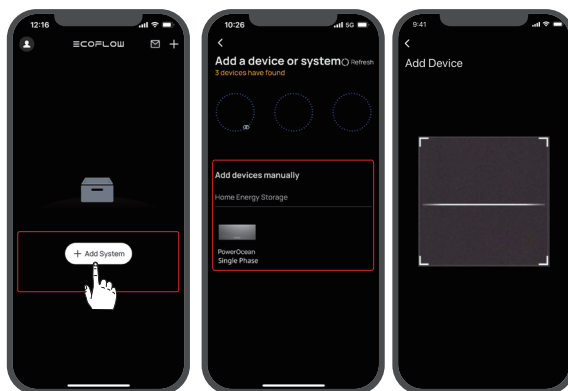 12:16
ECOFLOW
+ Add System
10:26
5G
Add a device or system
Refresh
3 devices have found
Add devices manually
Home Energy Storage
PowerOcean
Single Phase
9:41
Add Device